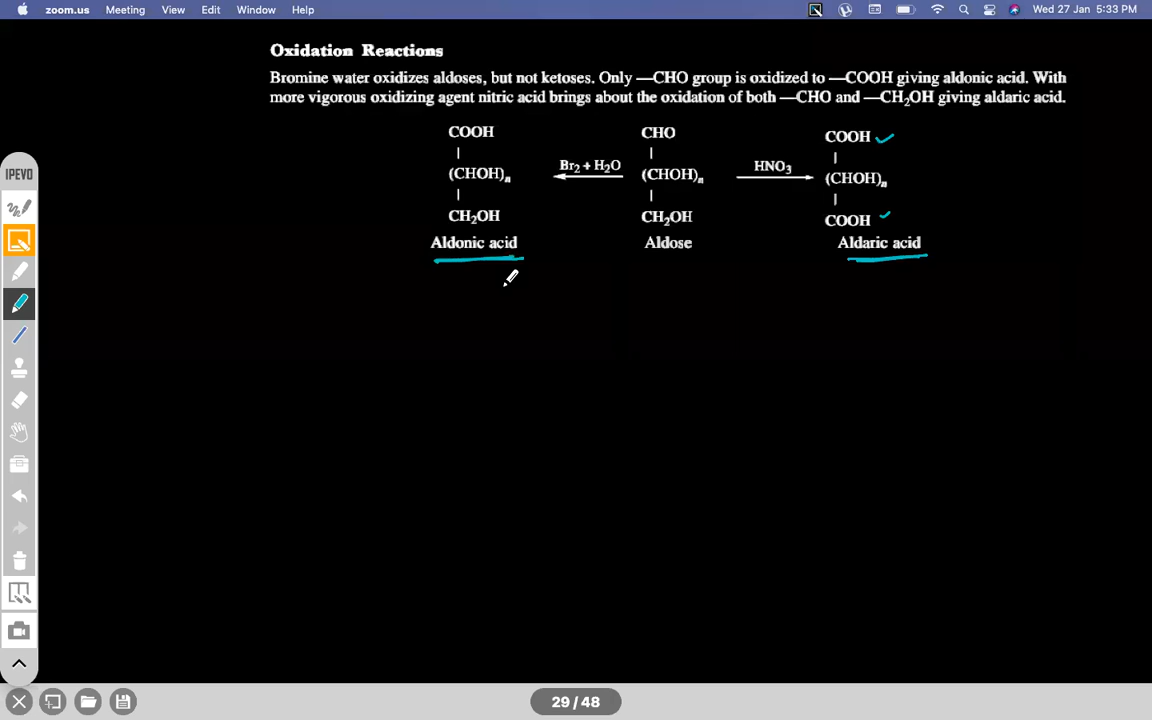 zoom.us Meeting View Edit Window Help Wed 27 Jan 5:33 PM
Oxidation Reactions
Bromine water oxidizes aldoses, but not ketoses. Only —CHO group is oxidized to —COOH giving aldonic acid. With
more vigorous oxidizing agent nitric acid brings about the oxidation of both —CHO and —CH₂OH giving aldaric acid.
COOH CHO COOH
(CHOH)ₙ Br₂ + H₂O (CHOH)ₙ HNO₃ (CHOH)ₙ
CH₂OH CH₂OH COOH
Aldonic acid Aldose Aldaric acid
IPEVO
29 / 48